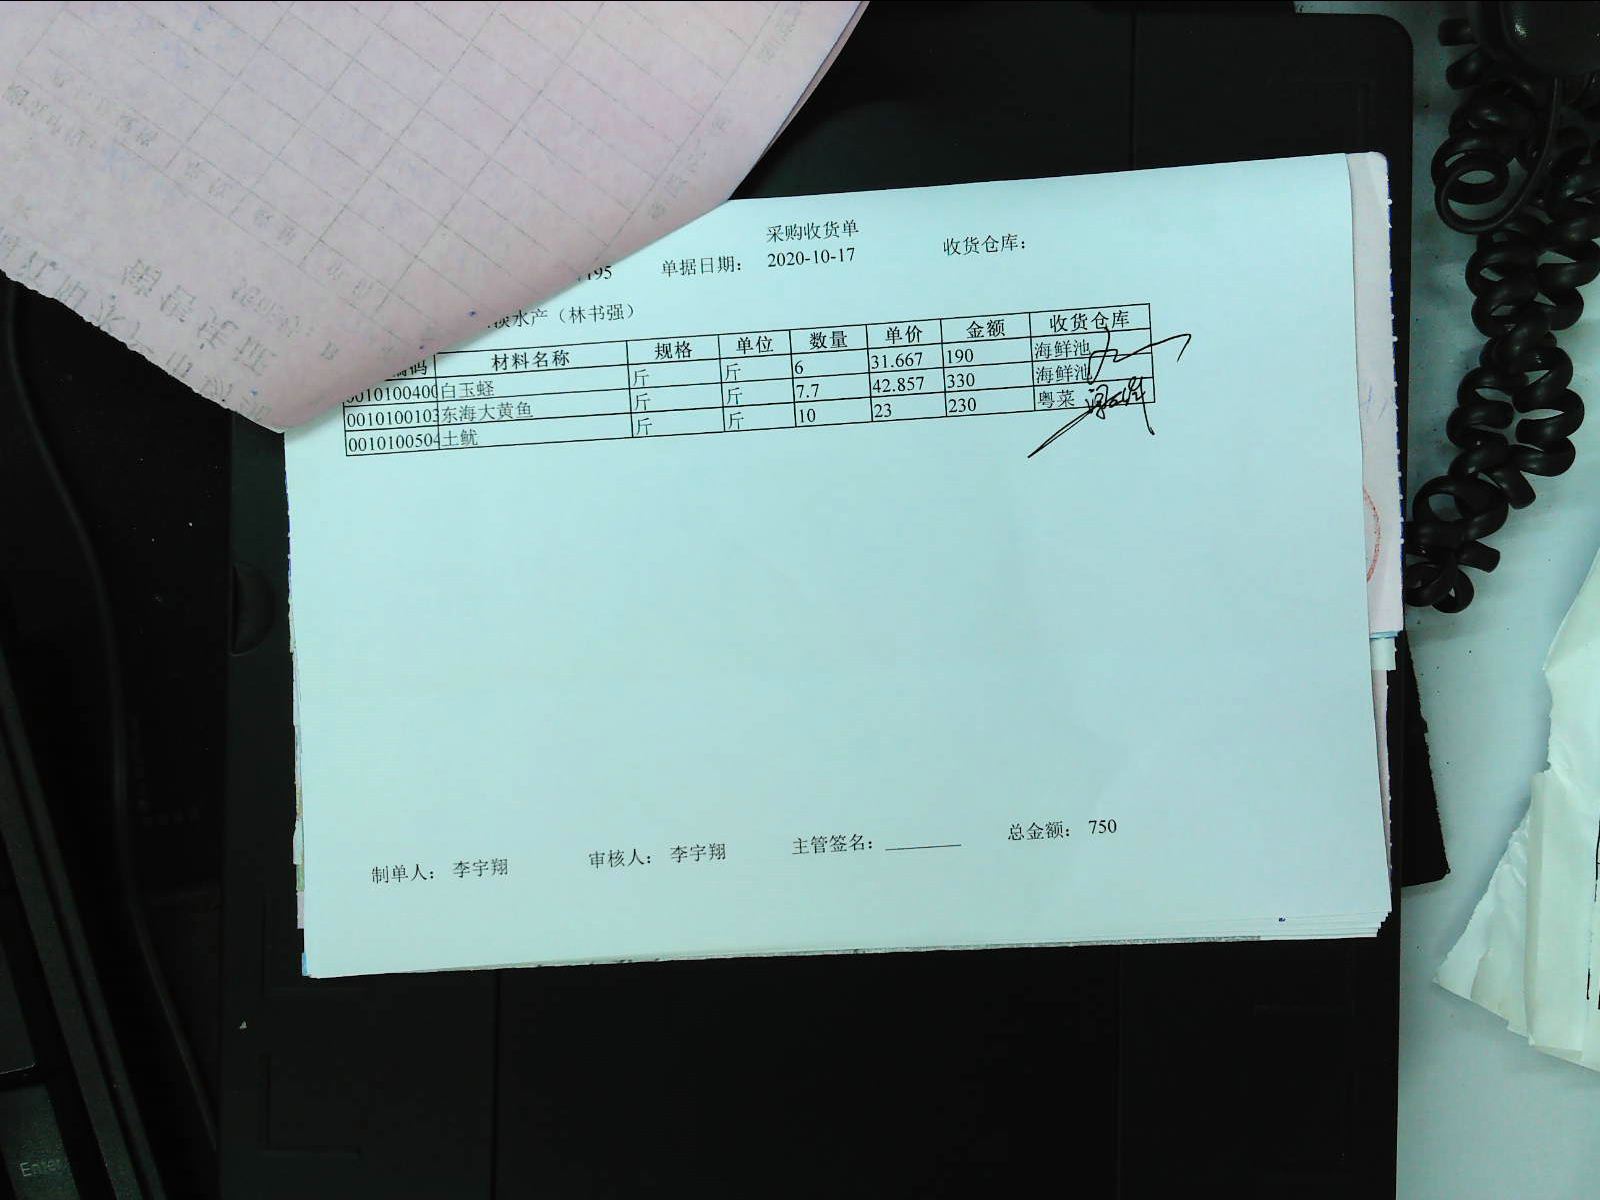 采购收货单
195 单据日期： 2020-10-17 收货仓库：
水产（林书强）
编码 材料名称 规格 单位 数量 单价 金额 收货仓库
0010100400 白玉蛏 斤 斤 6 31.667 190 海鲜池
0010100103 东海大黄鱼 斤 斤 7.7 42.857 330 海鲜池
0010100504 土鱿 斤 斤 10 23 230 粤菜
制单人： 李宇翔 审核人： 李宇翔 主管签名： 总金额： 750
Enter